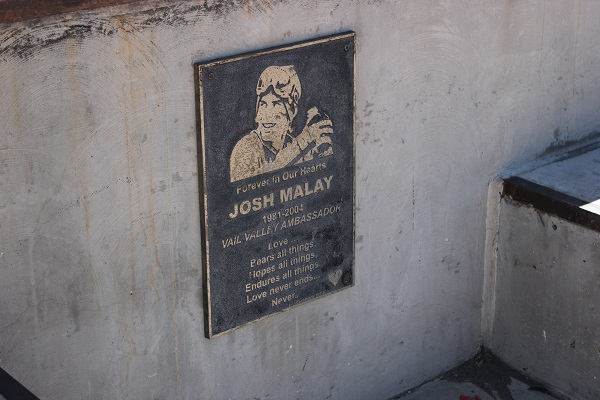 Forever In Our Hearts
JOSH MALAY
1981-2004
VAIL VALLEY AMBASSADOR
Love...
Bears all things,
Hopes all things,
Endures all things,
Love never ends...
Never.